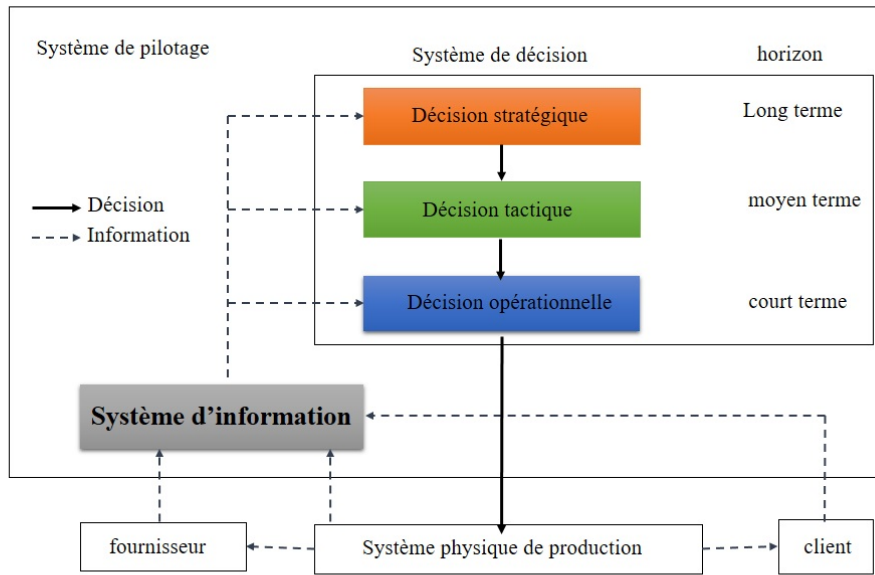 Système de pilotage
Système de décision
horizon
Décision stratégique
Long terme
Décision
Information
Décision tactique
moyen terme
Décision opérationnelle
court terme
Système d’information
fournisseur
Système physique de production
client